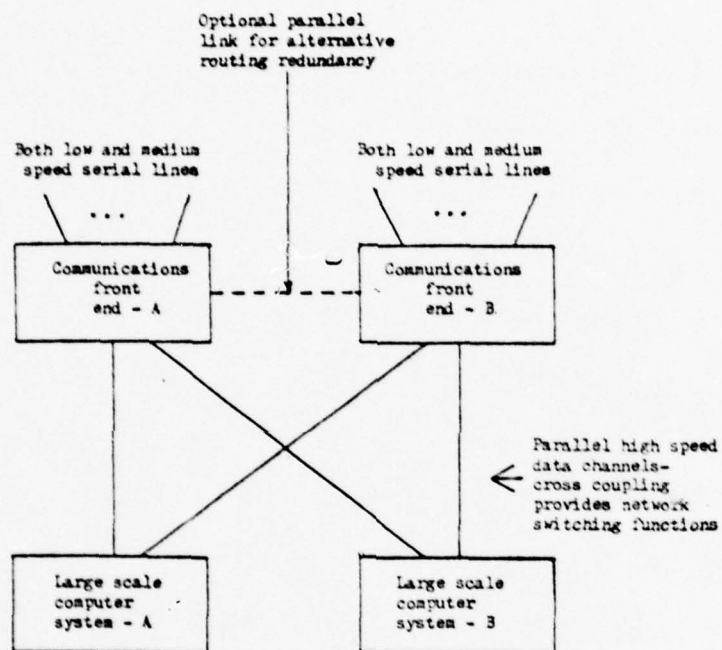 Optional parallel
link for alternative
routing redundancy
Both low and medium
speed serial lines
...
Both low and medium
speed serial lines
...
Communications
front
end - A
Communications
front
end - B
Parallel high speed
data channels-
cross coupling
provides network
switching functions
Large scale
computer
system - A
Large scale
computer
system - B